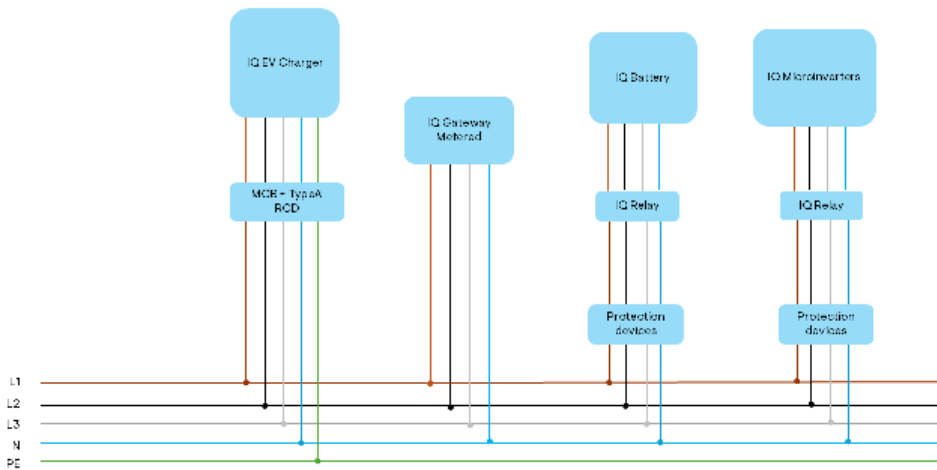 IQ EV Charger
IQ Gateway
Metered
IQ Battery
IQ Microinverters
MCB + TypeA
RCD
IQ Relay
IQ Relay
Protection
devices
Protection
devices
L1
L2
L3
N
PE